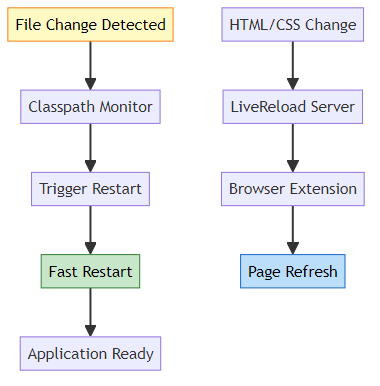 File Change Detected
Classpath Monitor
Trigger Restart
Fast Restart
Application Ready
HTML/CSS Change
LiveReload Server
Browser Extension
Page Refresh